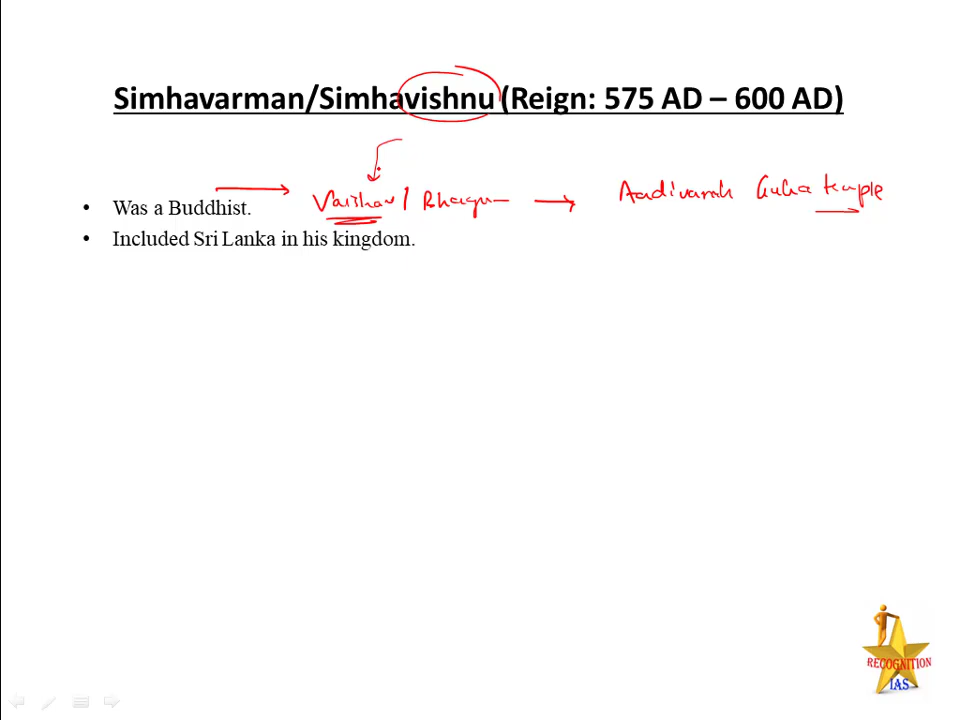 Simhavarman/Simhavishnu (Reign: 575 AD – 600 AD)
Vaishnav / Bhagwa Aadivarah Guha temple
• Was a Buddhist.
• Included Sri Lanka in his kingdom.
RECOGNITION
IAS